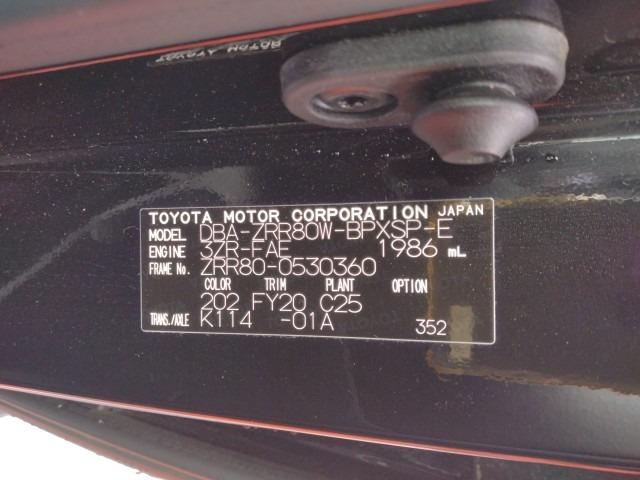 TOYOTA MOTOR CORPORATION JAPAN
MODEL DBA-ZRR80W-BPXSP-E
ENGINE 3ZR-FAE 1986 mL
FRAME No. ZRR80-0530360
COLOR TRIM PLANT OPTION
202 FY20 C25
TRANS./AXLE K114 -01A 352